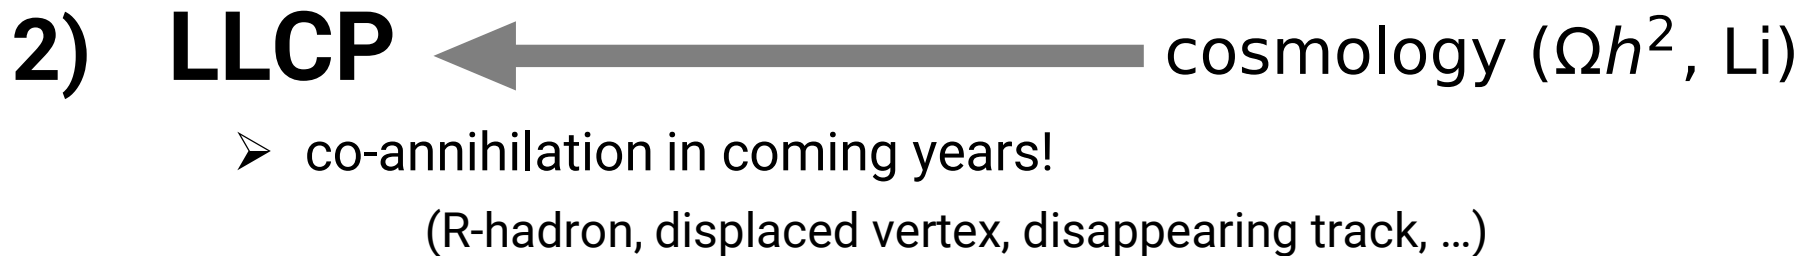 2) LLCP cosmology (Ωh², Li)
➢ co-annihilation in coming years!
(R-hadron, displaced vertex, disappearing track, ...)